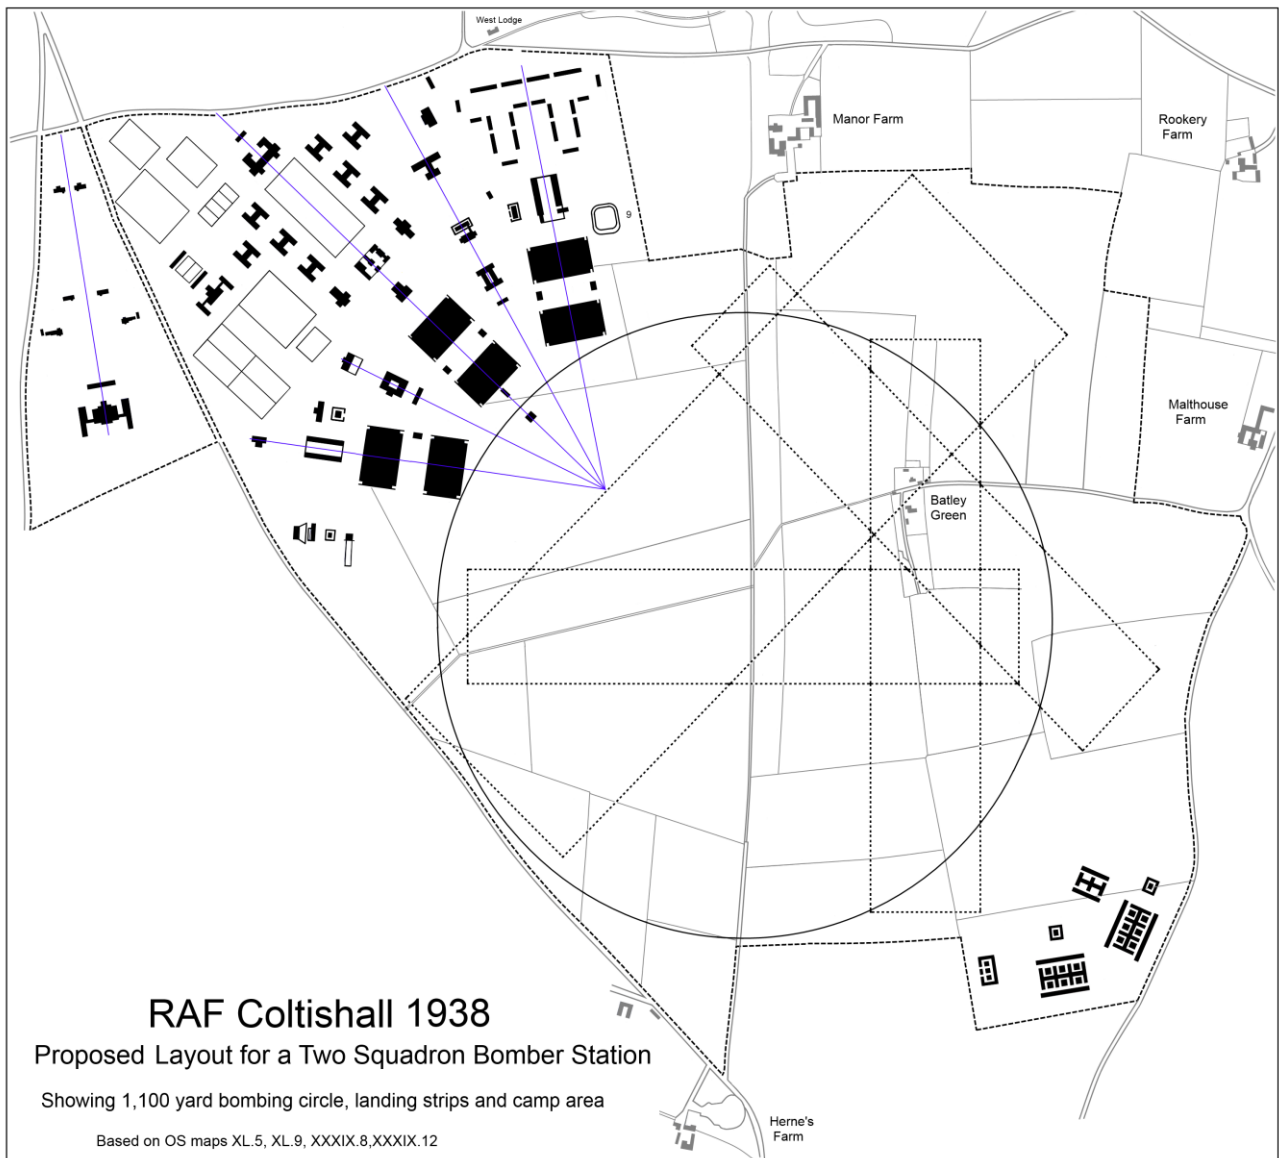 West Lodge
Manor Farm
Rookery
Farm
9
Malthouse
Farm
Batley
Green
RAF Coltishall 1938
Proposed Layout for a Two Squadron Bomber Station
Showing 1,100 yard bombing circle, landing strips and camp area
Based on OS maps XL.5, XL.9, XXXIX.8,XXXIX.12
Herne's
Farm